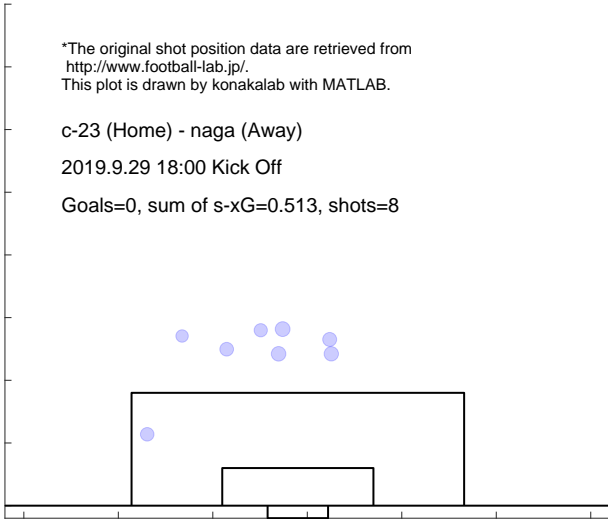 *The original shot position data are retrieved from
http://www.football-lab.jp/.
This plot is drawn by konakalab with MATLAB.
c-23 (Home) - naga (Away)
2019.9.29 18:00 Kick Off
Goals=0, sum of s-xG=0.513, shots=8